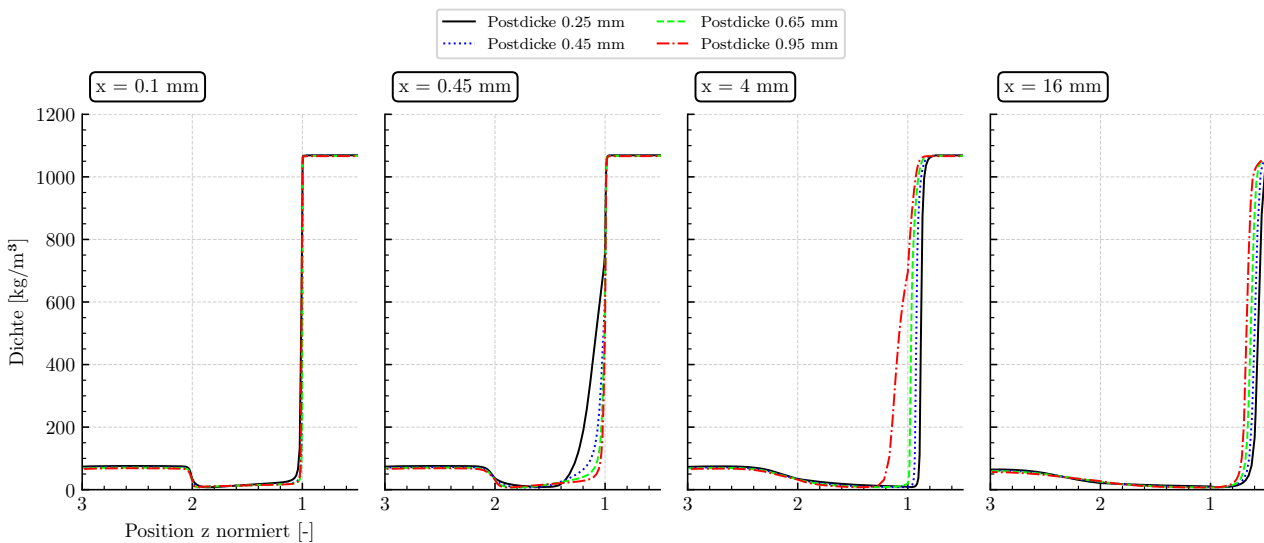 Postdicke 0.25 mm
Postdicke 0.45 mm
Postdicke 0.65 mm
Postdicke 0.95 mm
x = 0.1 mm
x = 0.45 mm
x = 4 mm
x = 16 mm
Dichte [kg/m³]
1200
1000
800
600
400
200
0
3 2 1
3 2 1
3 2 1
3 2 1
Position z normiert [-]